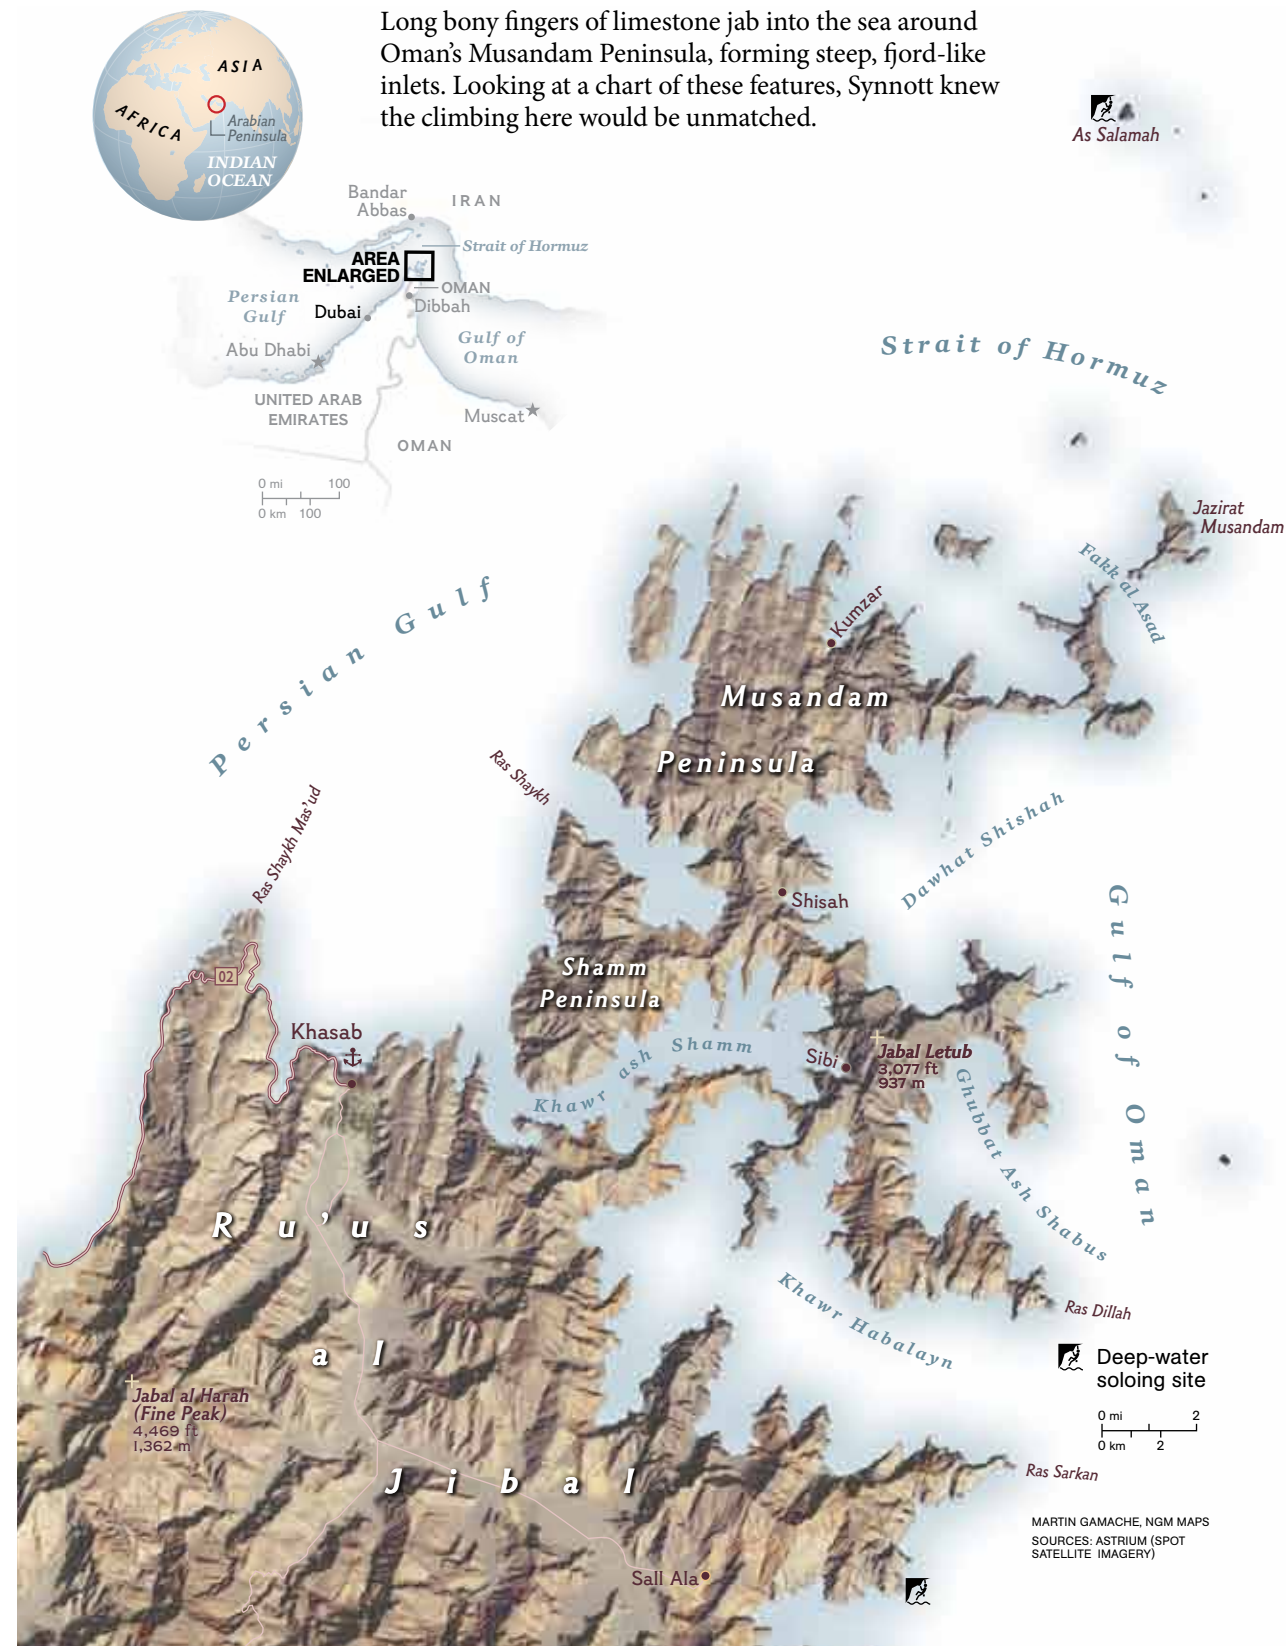 Long bony fingers of limestone jab into the sea around
Oman’s Musandam Peninsula, forming steep, fjord-like
inlets. Looking at a chart of these features, Synnott knew
the climbing here would be unmatched.
ASIA
AFRICA
Arabian
Peninsula
INDIAN
OCEAN
As Salamah
Bandar
Abbas
IRAN
Strait of Hormuz
AREA
ENLARGED
OMAN
Persian
Gulf
Dubai
Dibbah
Gulf of
Oman
Abu Dhabi
UNITED ARAB
EMIRATES
Muscat
OMAN
0 mi 100
0 km 100
Strait of Hormuz
Jazirat
Musandam
Fakk al Asad
Persian Gulf
Kumzar
Musandam
Peninsula
Ras Shaykh
Ras Shaykh Mas’ud
Dawhat Shishah
Shisah
Gulf of Oman
Shamm
Peninsula
02
Khasab
Khawr ash Shamm
Sibi
Jabal Letub
3,077 ft
937 m
Ghubbat Ash Shabus
Ru’us
al
Jibal
Khawr Habalayn
Ras Dillah
Deep-water
soloing site
0 mi 2
0 km 2
Jabal al Harah
(Fine Peak)
4,469 ft
1,362 m
Ras Sarkan
MARTIN GAMACHE, NGM MAPS
SOURCES: ASTRIUM (SPOT
SATELLITE IMAGERY)
Sall Ala